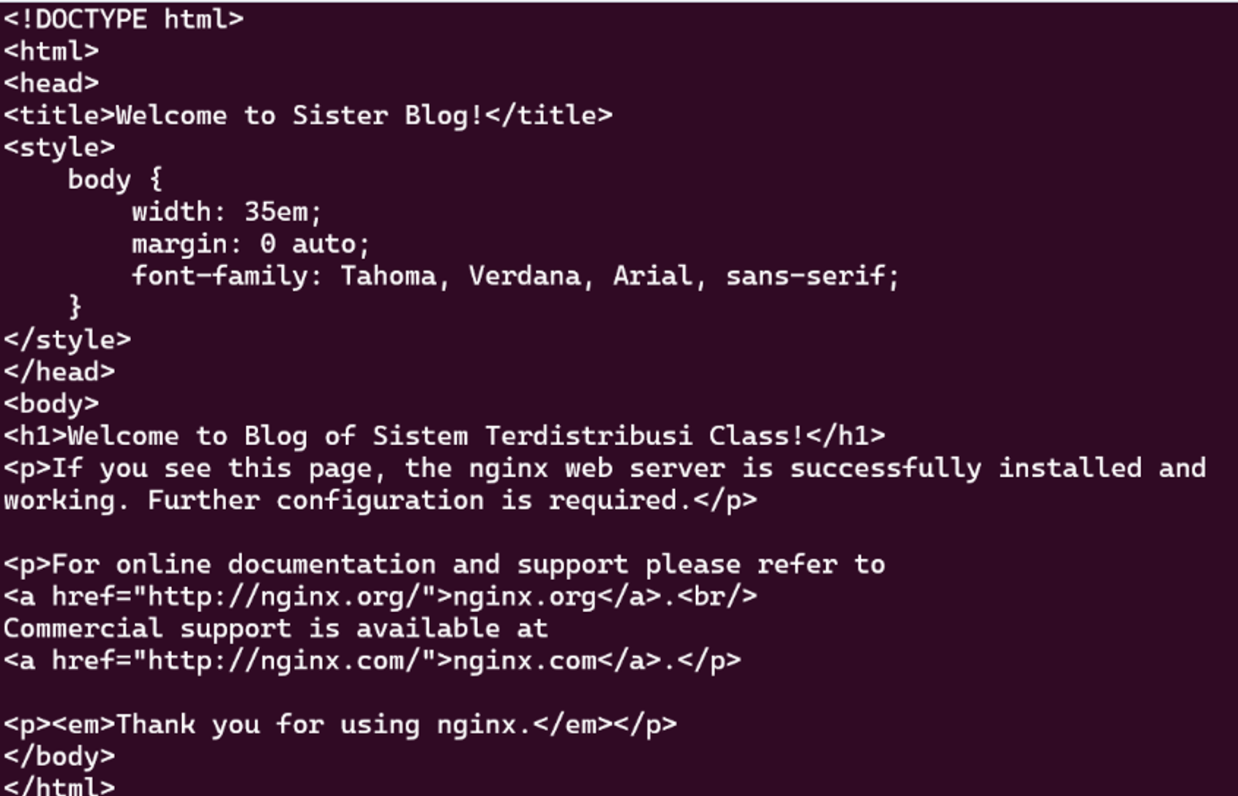 <!DOCTYPE html>
<html>
<head>
<title>Welcome to Sister Blog!</title>
<style>
    body {
        width: 35em;
        margin: 0 auto;
        font-family: Tahoma, Verdana, Arial, sans-serif;
    }
</style>
</head>
<body>
<h1>Welcome to Blog of Sistem Terdistribusi Class!</h1>
<p>If you see this page, the nginx web server is successfully installed and
working. Further configuration is required.</p>

<p>For online documentation and support please refer to
<a href="http://nginx.org/">nginx.org</a>.<br/>
Commercial support is available at
<a href="http://nginx.com/">nginx.com</a>.</p>

<p><em>Thank you for using nginx.</em></p>
</body>
</html>